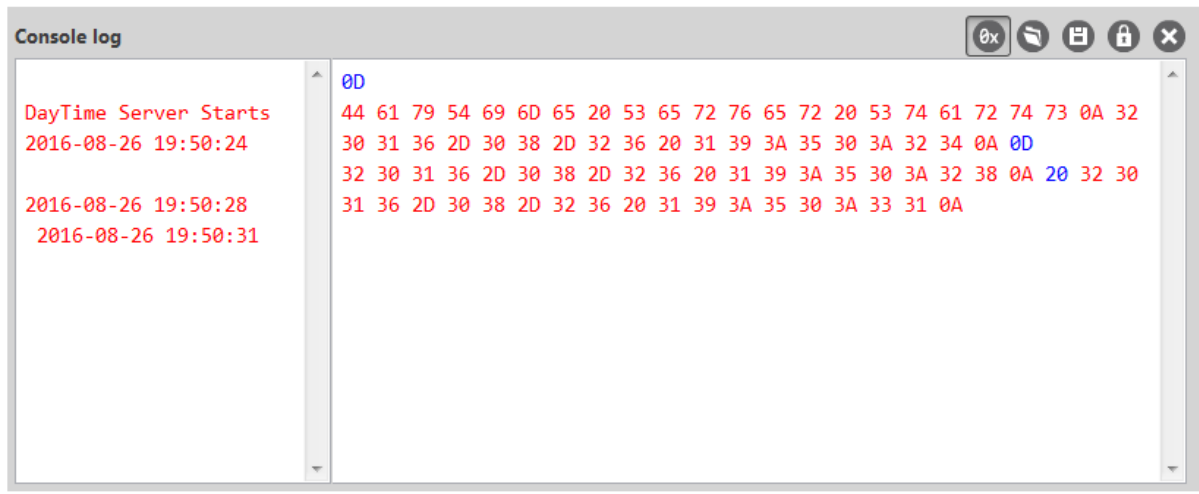 Console log
0x
DayTime Server Starts
2016-08-26 19:50:24
2016-08-26 19:50:28
2016-08-26 19:50:31
0D
44 61 79 54 69 6D 65 20 53 65 72 76 65 72 20 53 74 61 72 74 73 0A 32
30 31 36 2D 30 38 2D 32 36 20 31 39 3A 35 30 3A 32 34 0A 0D
32 30 31 36 2D 30 38 2D 32 36 20 31 39 3A 35 30 3A 32 38 0A 20 32 30
31 36 2D 30 38 2D 32 36 20 31 39 3A 35 30 3A 33 31 0A